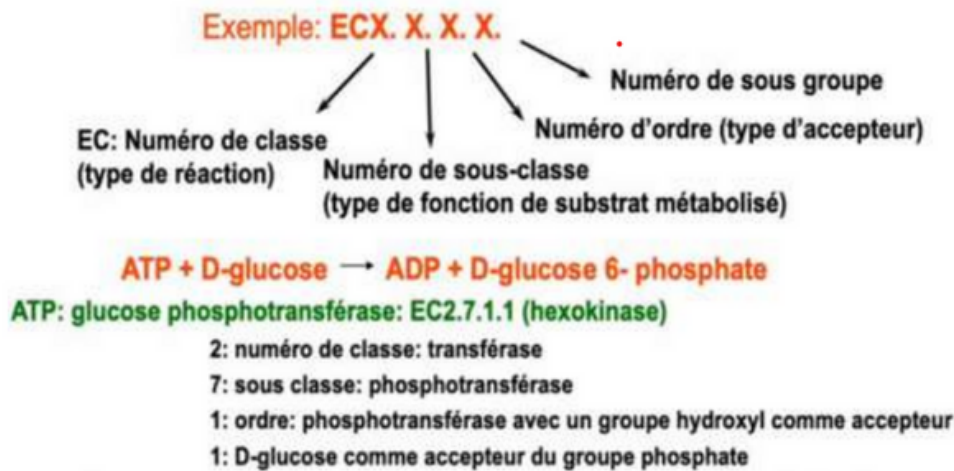 Exemple: ECX. X. X. X.
Numéro de sous groupe
Numéro d'ordre (type d'accepteur)
EC: Numéro de classe
(type de réaction)
Numéro de sous-classe
(type de fonction de substrat métabolisé)
ATP + D-glucose → ADP + D-glucose 6- phosphate
ATP: glucose phosphotransférase: EC2.7.1.1 (hexokinase)
2: numéro de classe: transférase
7: sous classe: phosphotransférase
1: ordre: phosphotransférase avec un groupe hydroxyl comme accepteur
1: D-glucose comme accepteur du groupe phosphate